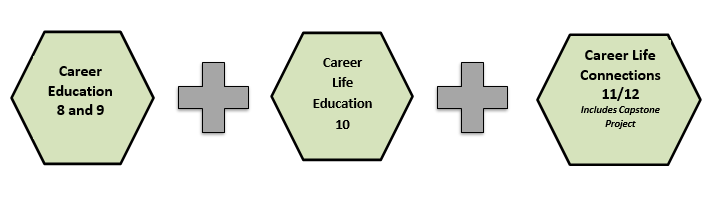 Career
Education
8 and 9
Career
Life
Education
10
Career Life
Connections
11/12
Includes Capstone
Project